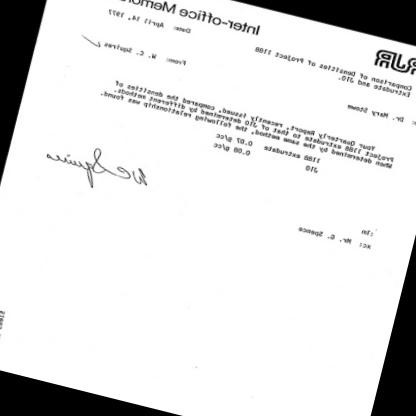 RJR
Inter-office Memor
Comparison of Densities of Project 1188
Extrudate and J10.
Date: April 14, 1977
Dr. Mary Stowe
From: W. C. Squires
Your Quarterly Report, recently issued, compared the densities of
Project 1188 extrudate to that of J10 determined by different methods.
When determined by the same method, the following relationship was found.
1188 extrudate 0.07 g/cc
J10 0.08 g/cc
WC Squires
:lm
xc: Mr. G. Spence